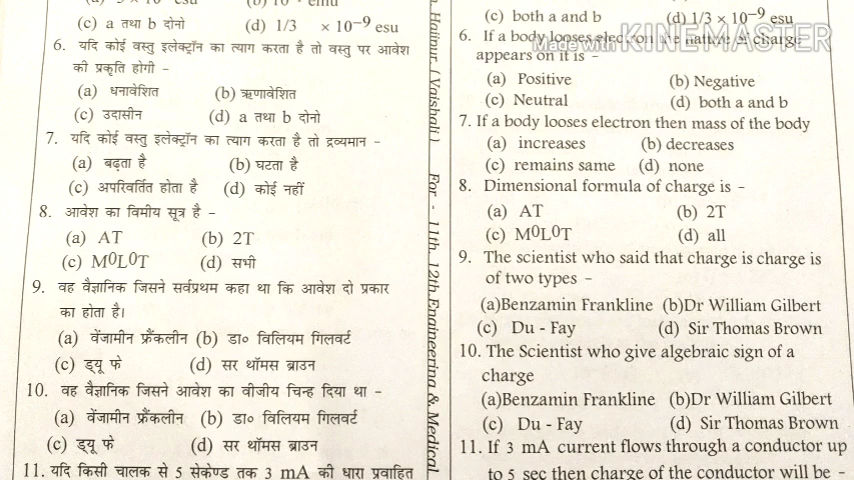 (c) a तथा b दोनो (d) 1/3 × 10⁻⁹ esu
6. यदि कोई वस्तु इलेक्ट्रॉन का त्याग करता है तो वस्तु पर आवेश
की प्रकृति होगी -
(a) धनावेशित (b) ऋणावेशित
(c) उदासीन (d) a तथा b दोनो
7. यदि कोई वस्तु इलेक्ट्रॉन का त्याग करता है तो द्रव्यमान -
(a) बढ़ता है (b) घटता है
(c) अपरिवर्तित होता है (d) कोई नहीं
8. आवेश का विमीय सूत्र है -
(a) AT (b) 2T
(c) M⁰L⁰T (d) सभी
9. वह वैज्ञानिक जिसने सर्वप्रथम कहा था कि आवेश दो प्रकार
का होता है।
(a) वेंजामीन फ्रैंकलीन (b) डा० विलियम गिलवर्ट
(c) ड्यू फे (d) सर थॉमस ब्राउन
10. वह वैज्ञानिक जिसने आवेश का वीजीय चिन्ह दिया था -
(a) वेंजामीन फ्रैंकलीन (b) डा० विलियम गिलवर्ट
(c) ड्यू फे (d) सर थॉमस ब्राउन
11. यदि किसी चालक से 5 सेकेण्ड तक 3 mA की धारा प्रवाहित
Hajipur, (Vaishali) For - 11th, 12th Engineering & Medical
(c) both a and b (d) 1/3 × 10⁻⁹ esu
Made with KINEMASTER
6. If a body looses electron the nature of charge
appears on it is -
(a) Positive (b) Negative
(c) Neutral (d) both a and b
7. If a body looses electron then mass of the body
(a) increases (b) decreases
(c) remains same (d) none
8. Dimensional formula of charge is -
(a) AT (b) 2T
(c) M⁰L⁰T (d) all
9. The scientist who said that charge is charge is
of two types -
(a)Benzamin Frankline (b)Dr William Gilbert
(c) Du - Fay (d) Sir Thomas Brown
10. The Scientist who give algebraic sign of a
charge
(a)Benzamin Frankline (b)Dr William Gilbert
(c) Du - Fay (d) Sir Thomas Brown
11. If 3 mA current flows through a conductor up
to 5 sec then charge of the conductor will be -